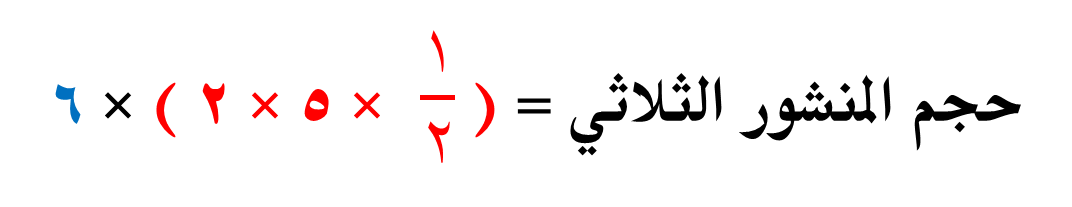 حجم المنشور الثلاثي = ( ١/٢ × ٥ × ٢ ) × ٦